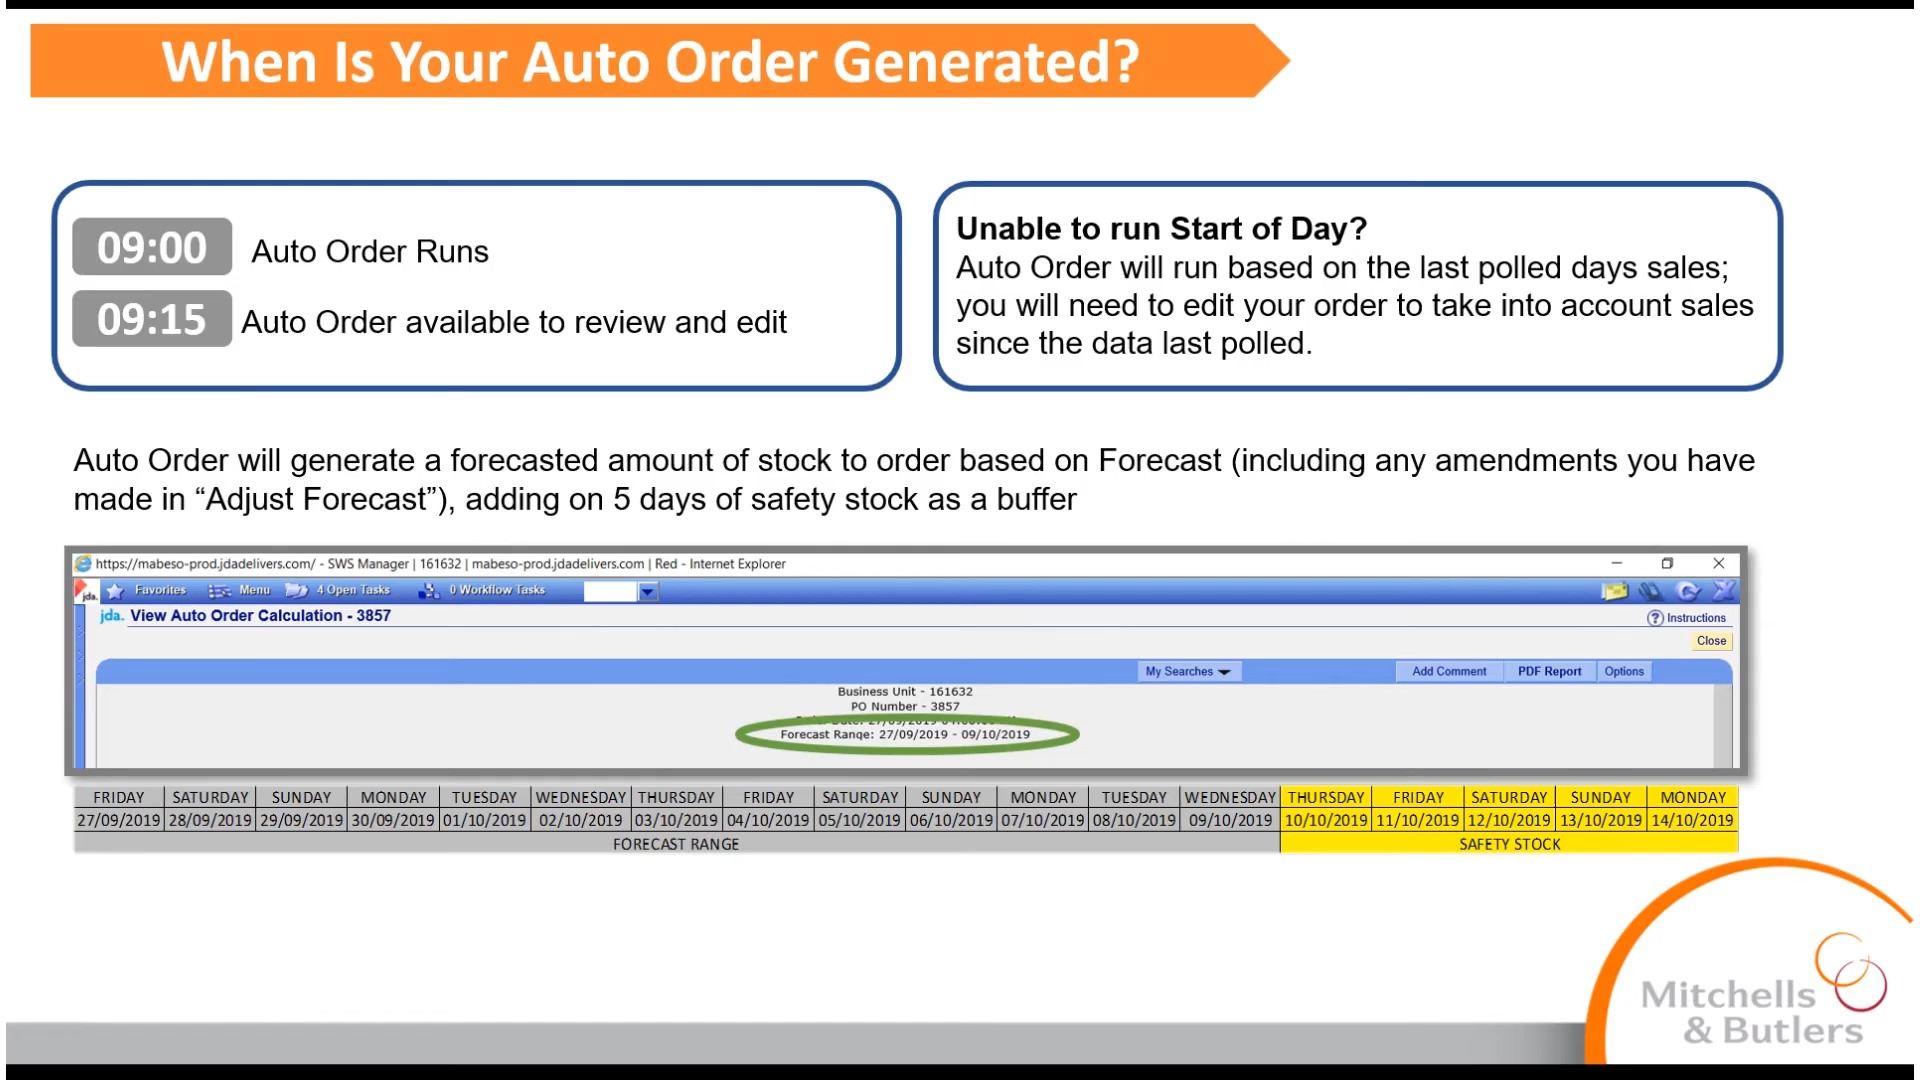 When Is Your Auto Order Generated?
09:00 Auto Order Runs
09:15 Auto Order available to review and edit
Unable to run Start of Day?
Auto Order will run based on the last polled days sales;
you will need to edit your order to take into account sales
since the data last polled.
Auto Order will generate a forecasted amount of stock to order based on Forecast (including any amendments you have
made in “Adjust Forecast”), adding on 5 days of safety stock as a buffer
https://mabeso-prod.jdadelivers.com/ - SWS Manager | 161632 | mabeso-prod.jdadelivers.com | Red - Internet Explorer
jda. Favorites Menu 4 Open Tasks 0 Workflow Tasks
jda. View Auto Order Calculation - 3857
Instructions
Close
My Searches Add Comment PDF Report Options
Business Unit - 161632
PO Number - 3857
Forecast Range: 27/09/2019 - 09/10/2019
FRIDAY SATURDAY SUNDAY MONDAY TUESDAY WEDNESDAY THURSDAY FRIDAY SATURDAY SUNDAY MONDAY TUESDAY WEDNESDAY THURSDAY FRIDAY SATURDAY SUNDAY MONDAY
27/09/2019 28/09/2019 29/09/2019 30/09/2019 01/10/2019 02/10/2019 03/10/2019 04/10/2019 05/10/2019 06/10/2019 07/10/2019 08/10/2019 09/10/2019 10/10/2019 11/10/2019 12/10/2019 13/10/2019 14/10/2019
FORECAST RANGE SAFETY STOCK
Mitchells
& Butlers